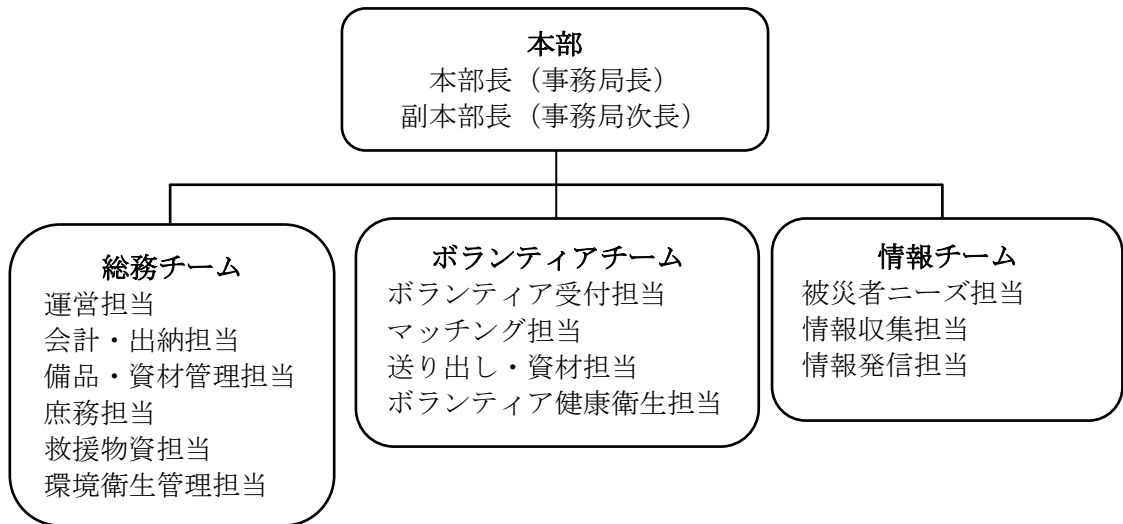 本部
本部長（事務局長）
副本部長（事務局次長）
総務チーム
運営担当
会計・出納担当
備品・資材管理担当
庶務担当
救援物資担当
環境衛生管理担当
ボランティアチーム
ボランティア受付担当
マッチング担当
送り出し・資材担当
ボランティア健康衛生担当
情報チーム
被災者ニーズ担当
情報収集担当
情報発信担当